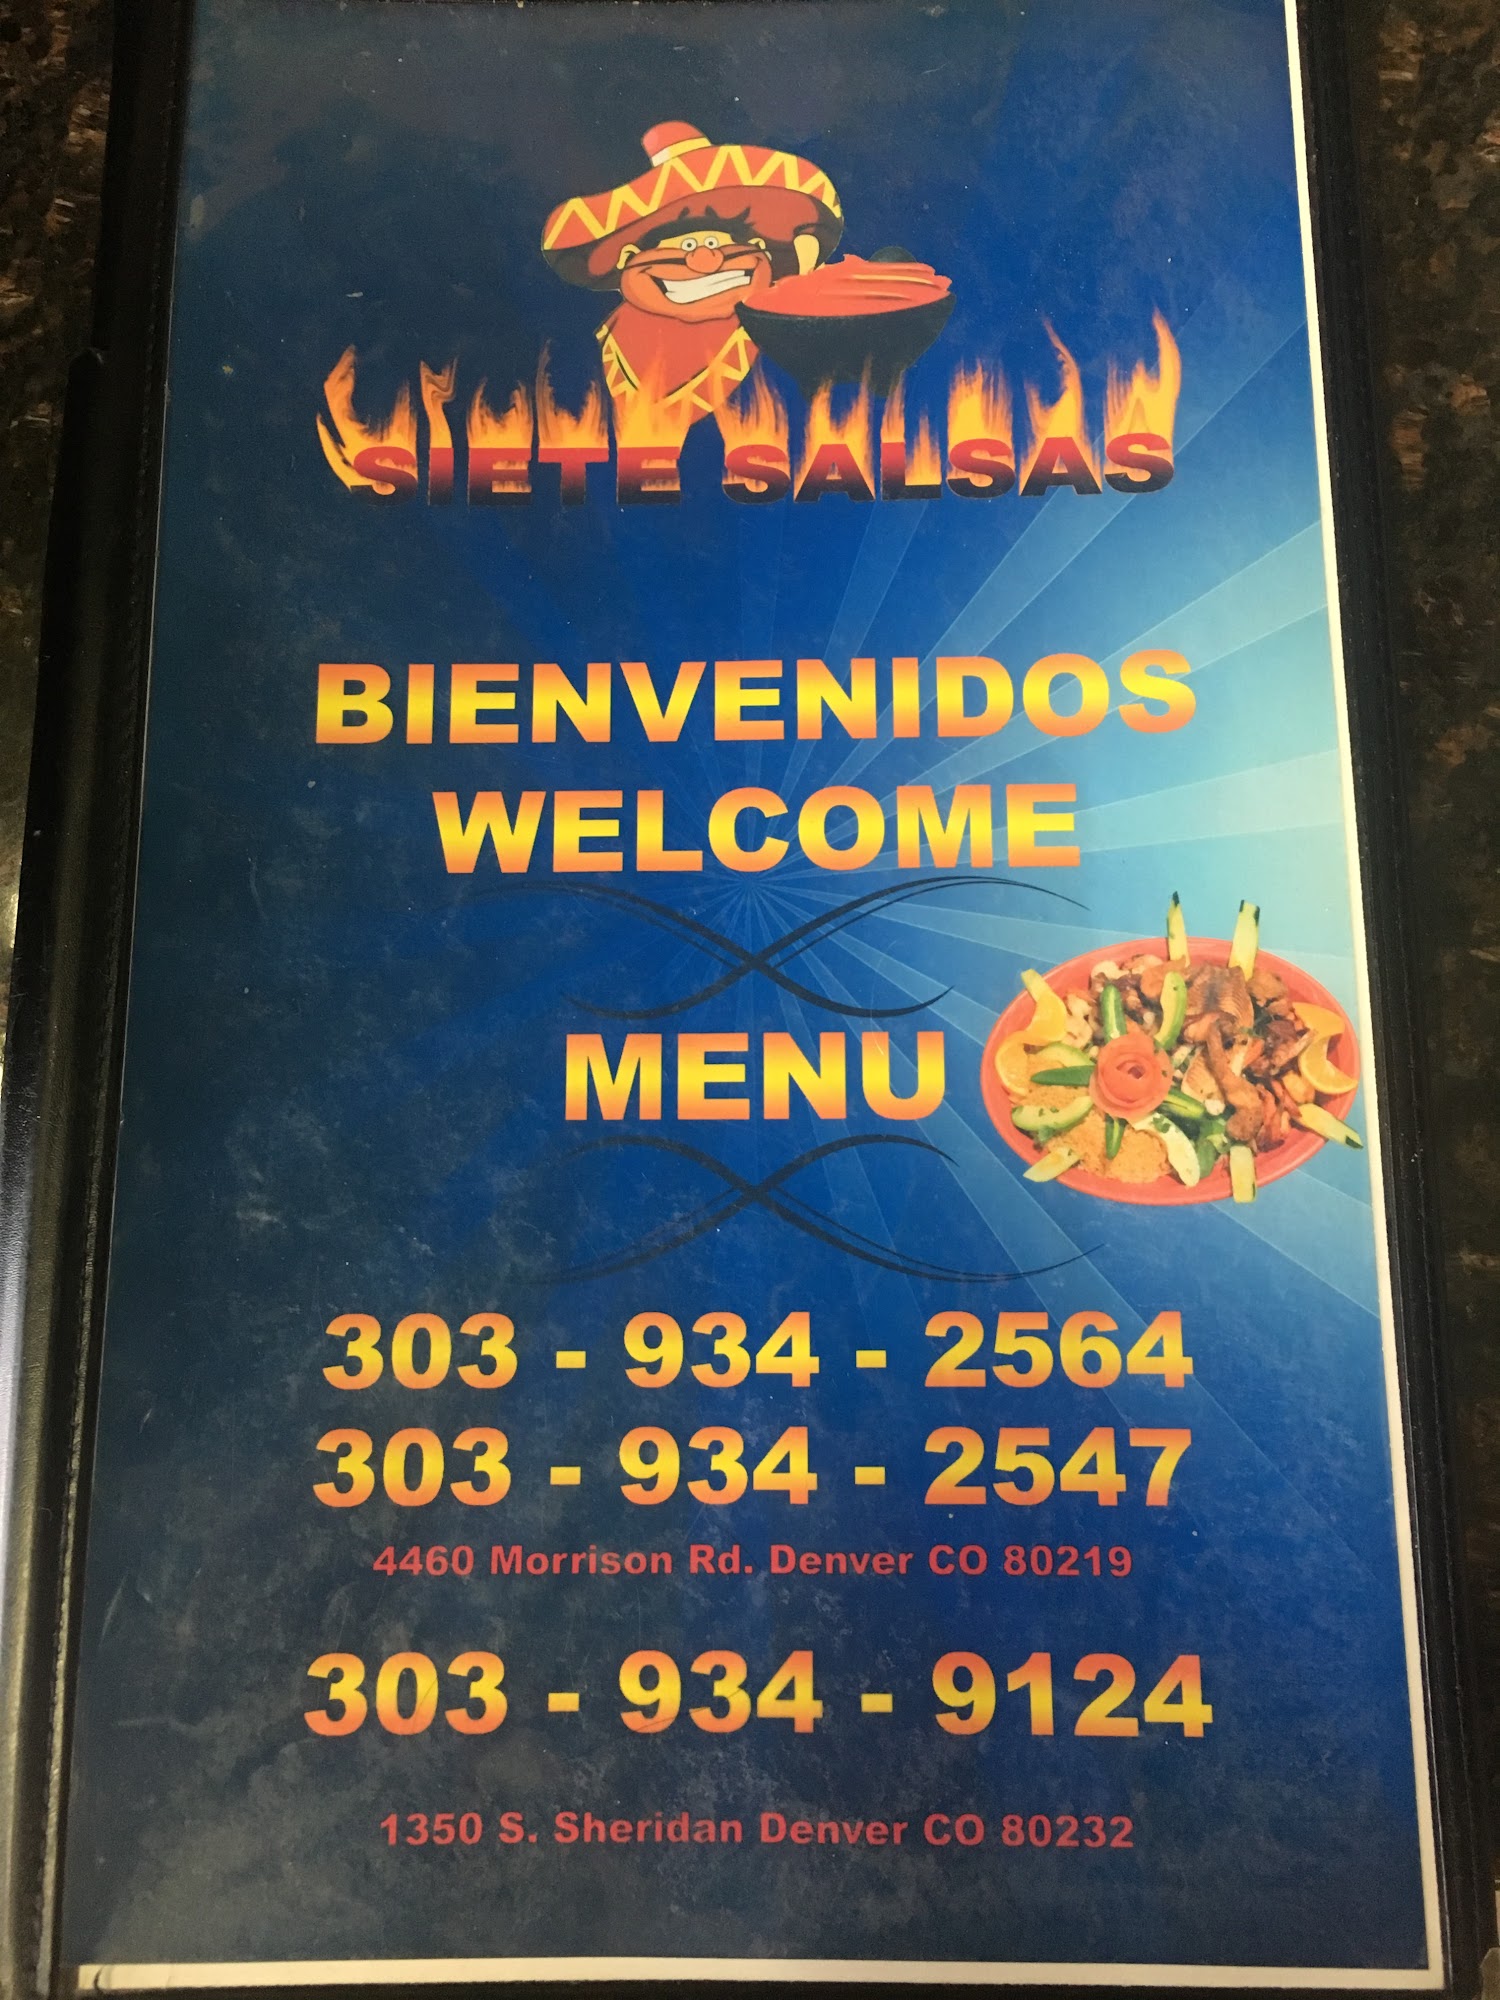 SIETE SALSAS
BIENVENIDOS
WELCOME
MENU
303 - 934 - 2564
303 - 934 - 2547
4460 Morrison Rd. Denver CO 80219
303 - 934 - 9124
1350 S. Sheridan Denver CO 80232